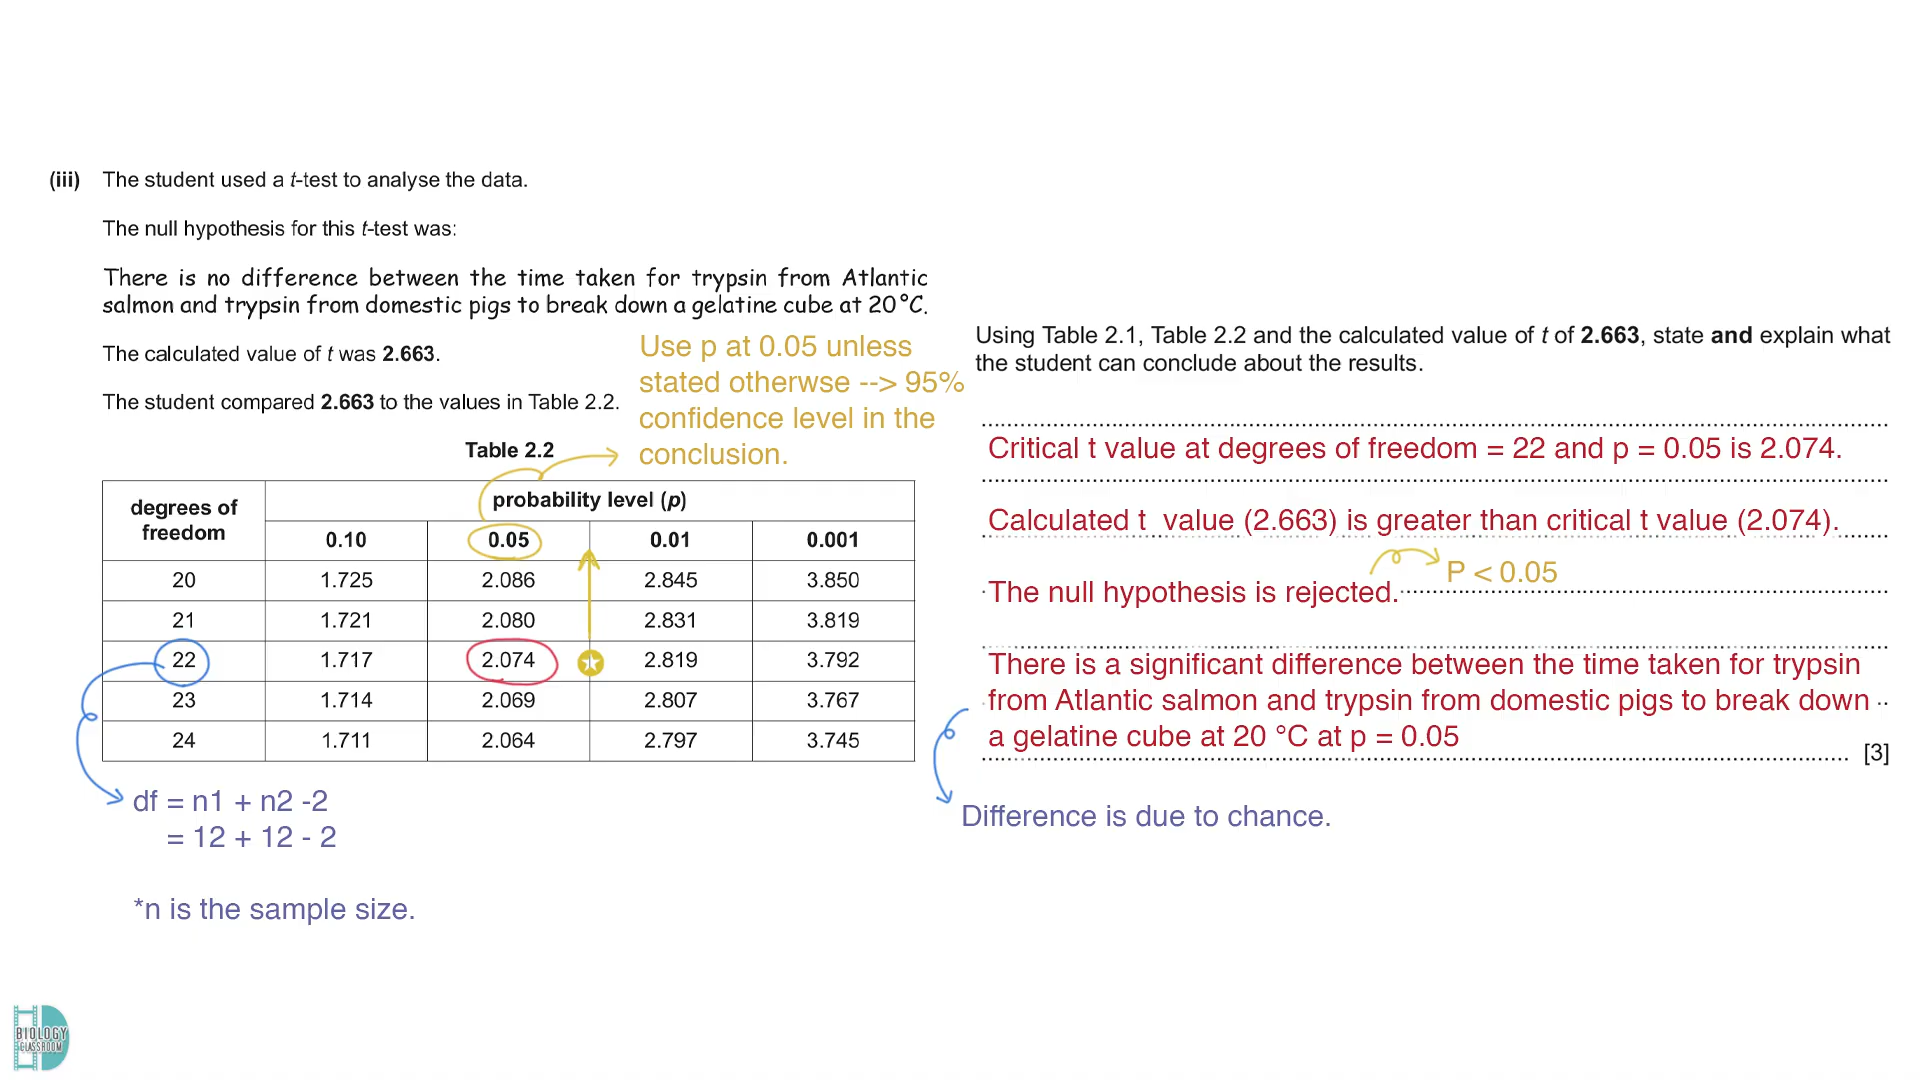 (iii) The student used a t-test to analyse the data.
The null hypothesis for this t-test was:
There is no difference between the time taken for trypsin from Atlantic
salmon and trypsin from domestic pigs to break down a gelatine cube at 20 °C.
The calculated value of t was 2.663.
The student compared 2.663 to the values in Table 2.2.
Use p at 0.05 unless
stated otherwse --> 95%
confidence level in the
conclusion.
Table 2.2
degrees of
freedom
probability level (p)
0.10 0.05 0.01 0.001
20 1.725 2.086 2.845 3.850
21 1.721 2.080 2.831 3.819
22 1.717 2.074 2.819 3.792
23 1.714 2.069 2.807 3.767
24 1.711 2.064 2.797 3.745
df = n1 + n2 -2
= 12 + 12 - 2
*n is the sample size.
Using Table 2.1, Table 2.2 and the calculated value of t of 2.663, state and explain what
the student can conclude about the results.
Critical t value at degrees of freedom = 22 and p = 0.05 is 2.074.
Calculated t value (2.663) is greater than critical t value (2.074).
P < 0.05
The null hypothesis is rejected.
There is a significant difference between the time taken for trypsin
from Atlantic salmon and trypsin from domestic pigs to break down
a gelatine cube at 20 °C at p = 0.05
[3]
Difference is due to chance.
BIOLOGY
CLASSROOM